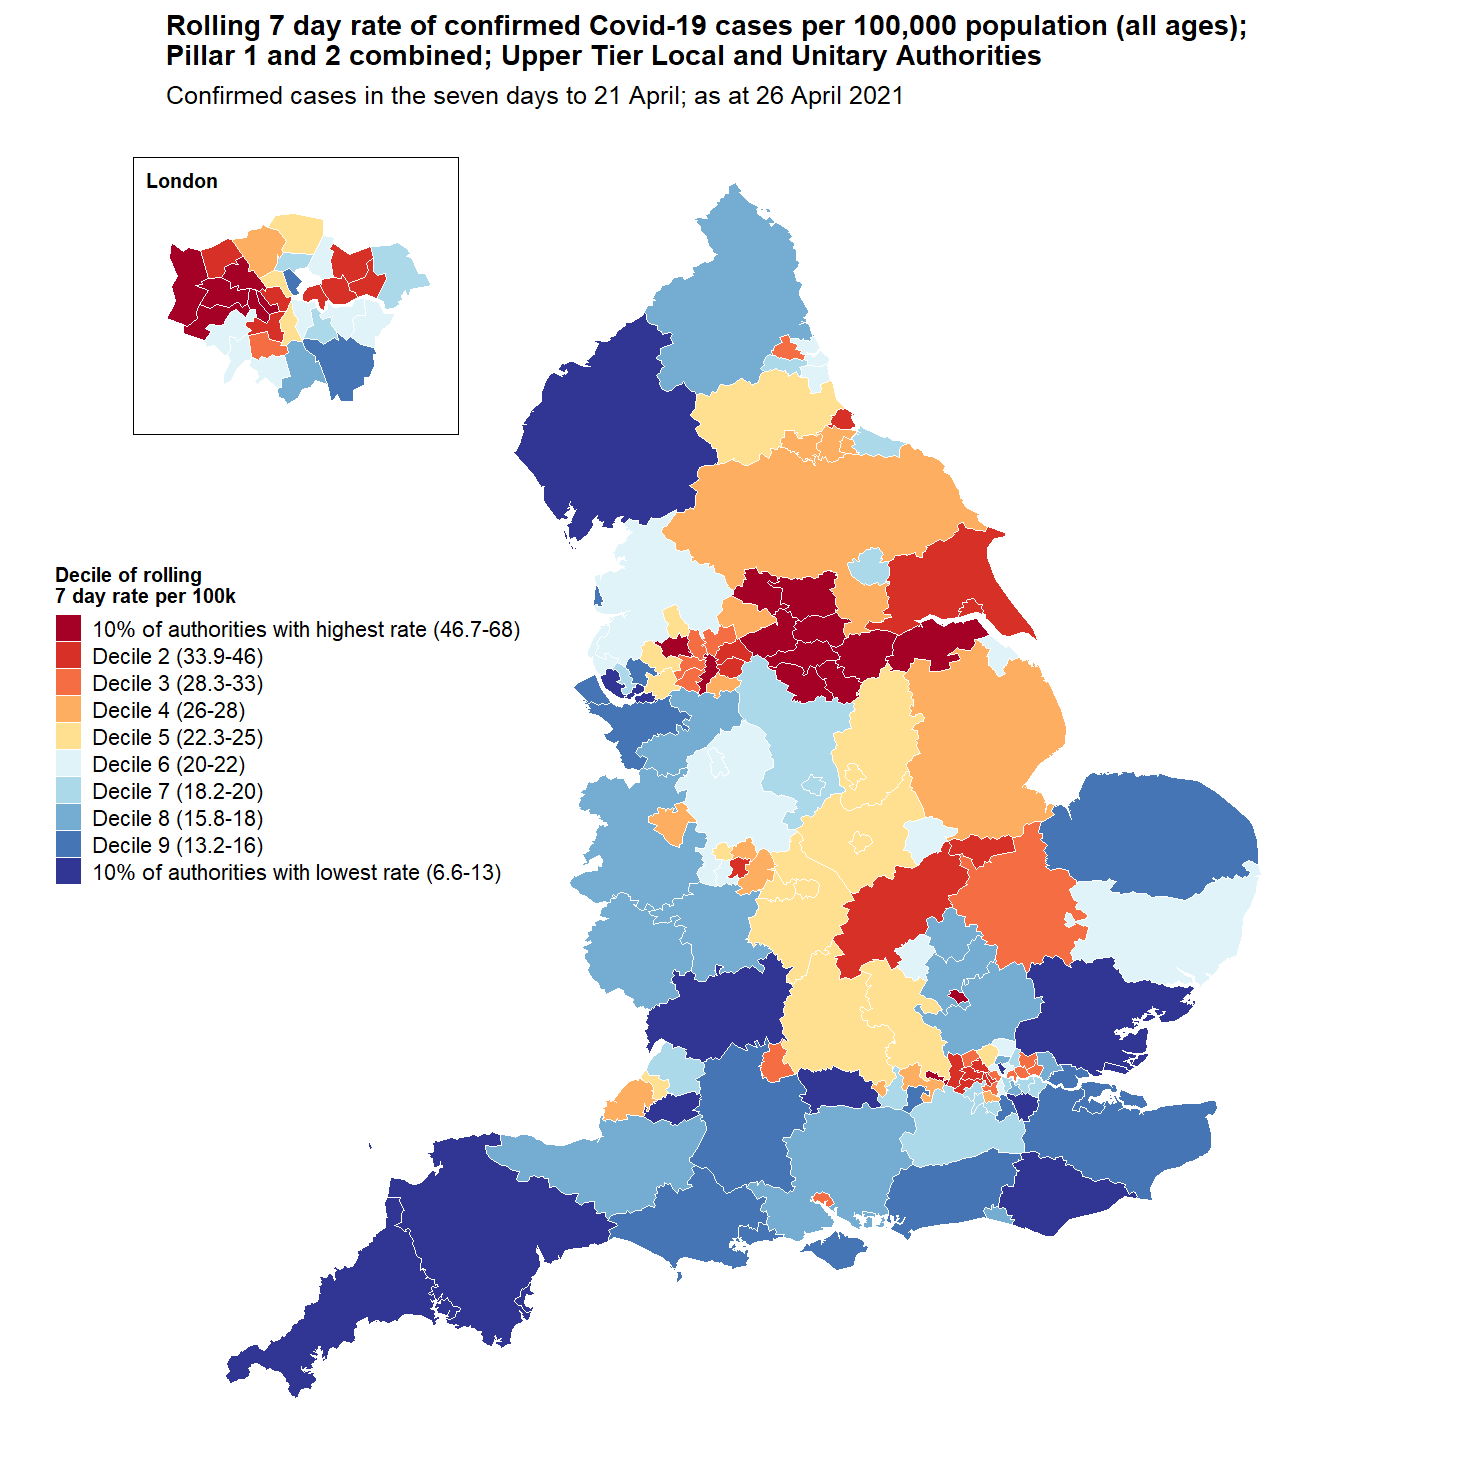 Rolling 7 day rate of confirmed Covid-19 cases per 100,000 population (all ages);
Pillar 1 and 2 combined; Upper Tier Local and Unitary Authorities
Confirmed cases in the seven days to 21 April; as at 26 April 2021
London
Decile of rolling
7 day rate per 100k
10% of authorities with highest rate (46.7-68)
Decile 2 (33.9-46)
Decile 3 (28.3-33)
Decile 4 (26-28)
Decile 5 (22.3-25)
Decile 6 (20-22)
Decile 7 (18.2-20)
Decile 8 (15.8-18)
Decile 9 (13.2-16)
10% of authorities with lowest rate (6.6-13)